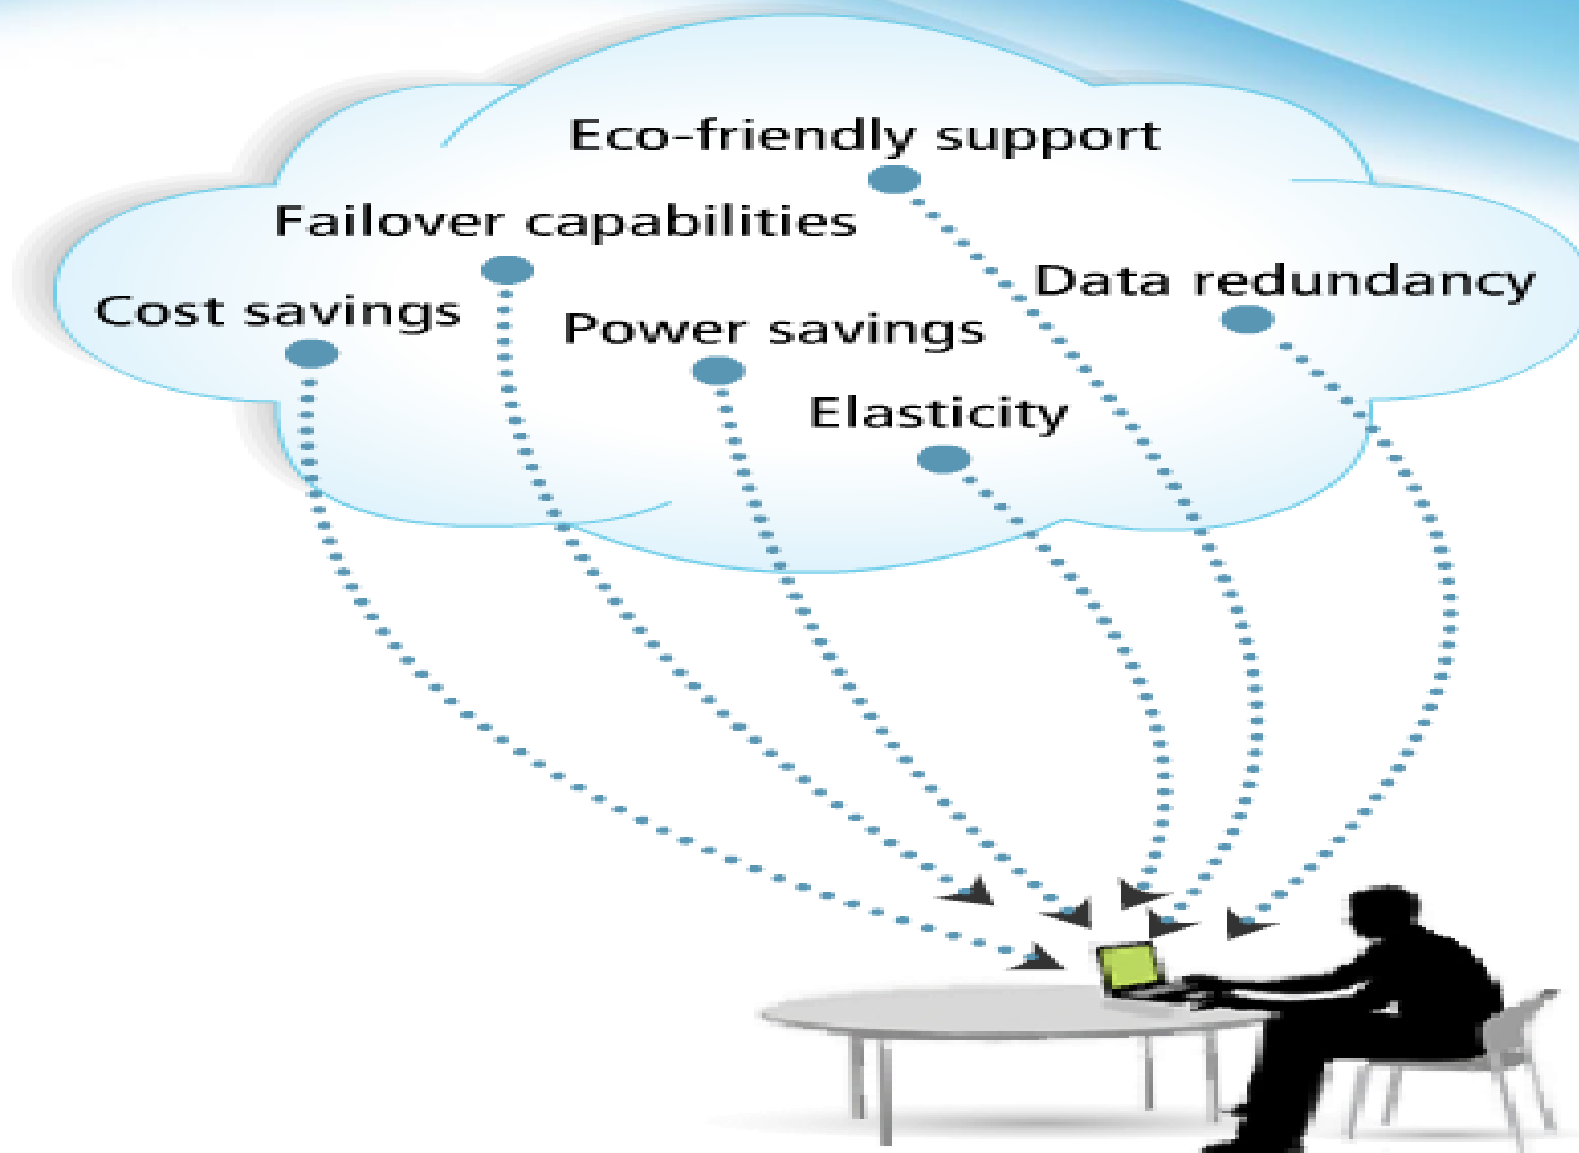 Eco-friendly support
Failover capabilities
Data redundancy
Cost savings
Power savings
Elasticity